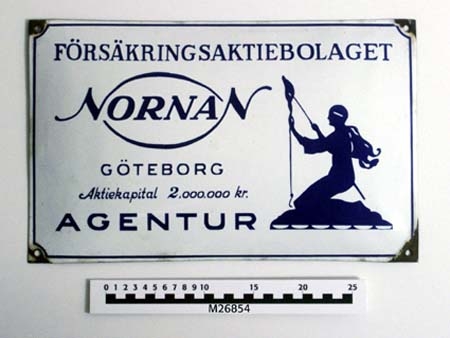 FÖRSÄKRINGSAKTIEBOLAGET
NORNAN
GÖTEBORG
Aktiekapital 2.000.000 kr.
AGENTUR
0 1 2 3 4 5 6 7 8 9 10 15 20 25
M26854